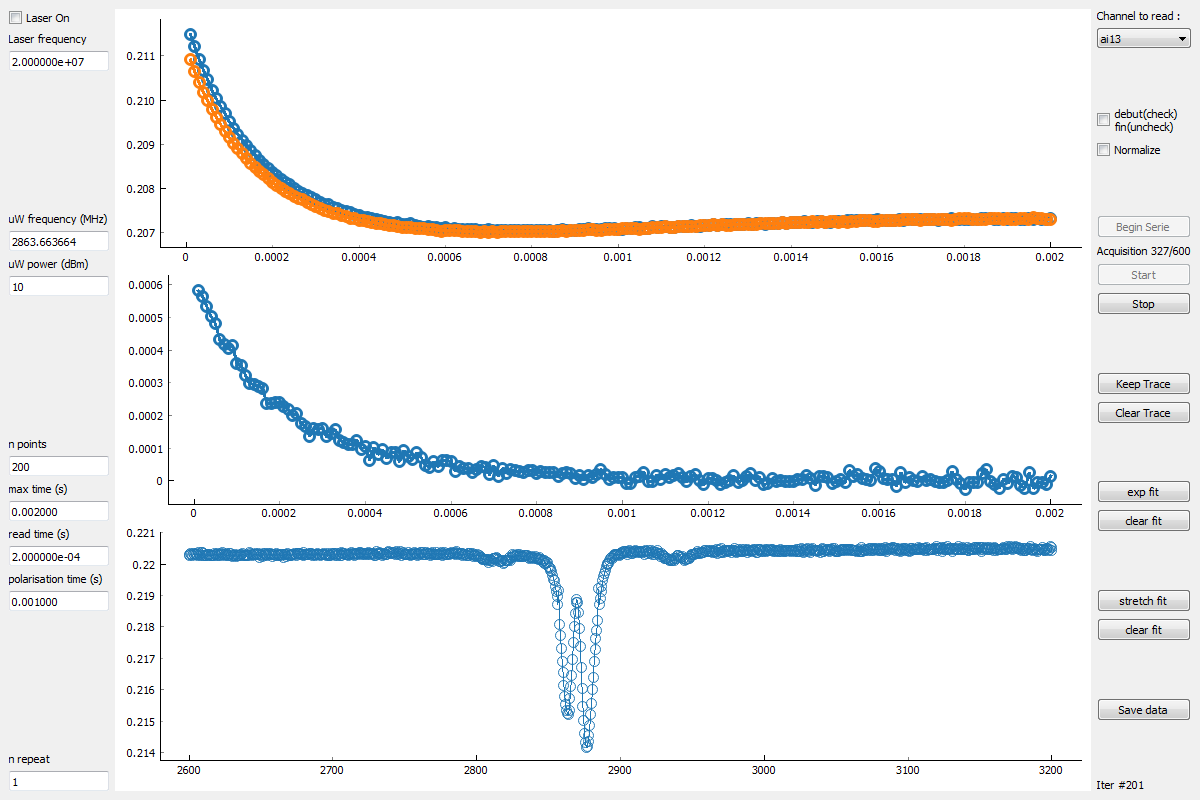 Laser On
Laser frequency
2.000000e+07
uW frequency (MHz)
2863.663664
uW power (dBm)
10
n points
200
max time (s)
0.002000
read time (s)
2.000000e-04
polarisation time (s)
0.001000
n repeat
1
0.211
0.210
0.209
0.208
0.207
0 0.0002 0.0004 0.0006 0.0008 0.001 0.0012 0.0014 0.0016 0.0018 0.002
0.0006
0.0005
0.0004
0.0003
0.0002
0.0001
0
0 0.0002 0.0004 0.0006 0.0008 0.001 0.0012 0.0014 0.0016 0.0018 0.002
0.221
0.22
0.219
0.218
0.217
0.216
0.215
0.214
2600 2700 2800 2900 3000 3100 3200
Channel to read :
ai13
debut(check)
fin(uncheck)
Normalize
Begin Serie
Acquisition 327/600
Start
Stop
Keep Trace
Clear Trace
exp fit
clear fit
stretch fit
clear fit
Save data
Iter #201